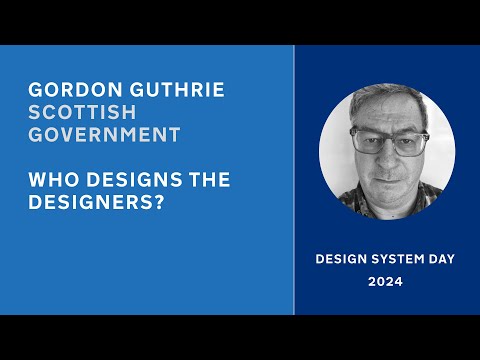 GORDON GUTHRIE
SCOTTISH
GOVERNMENT
WHO DESIGNS THE
DESIGNERS?
DESIGN SYSTEM DAY
2024